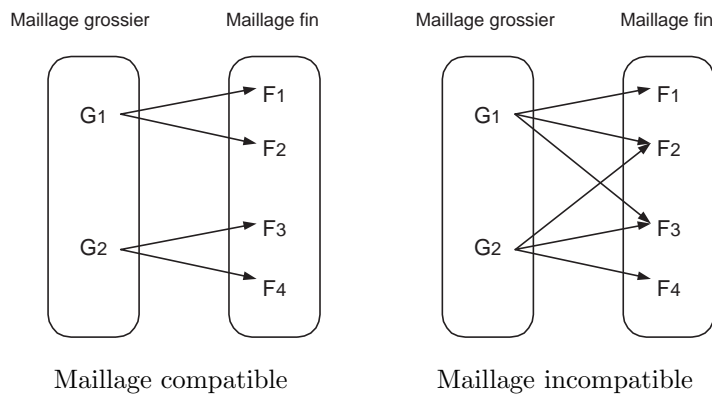 Maillage grossier Maillage fin Maillage grossier Maillage fin
G1 F1 G1 F1
F2 F2
G2 F3 G2 F3
F4 F4
Maillage compatible Maillage incompatible